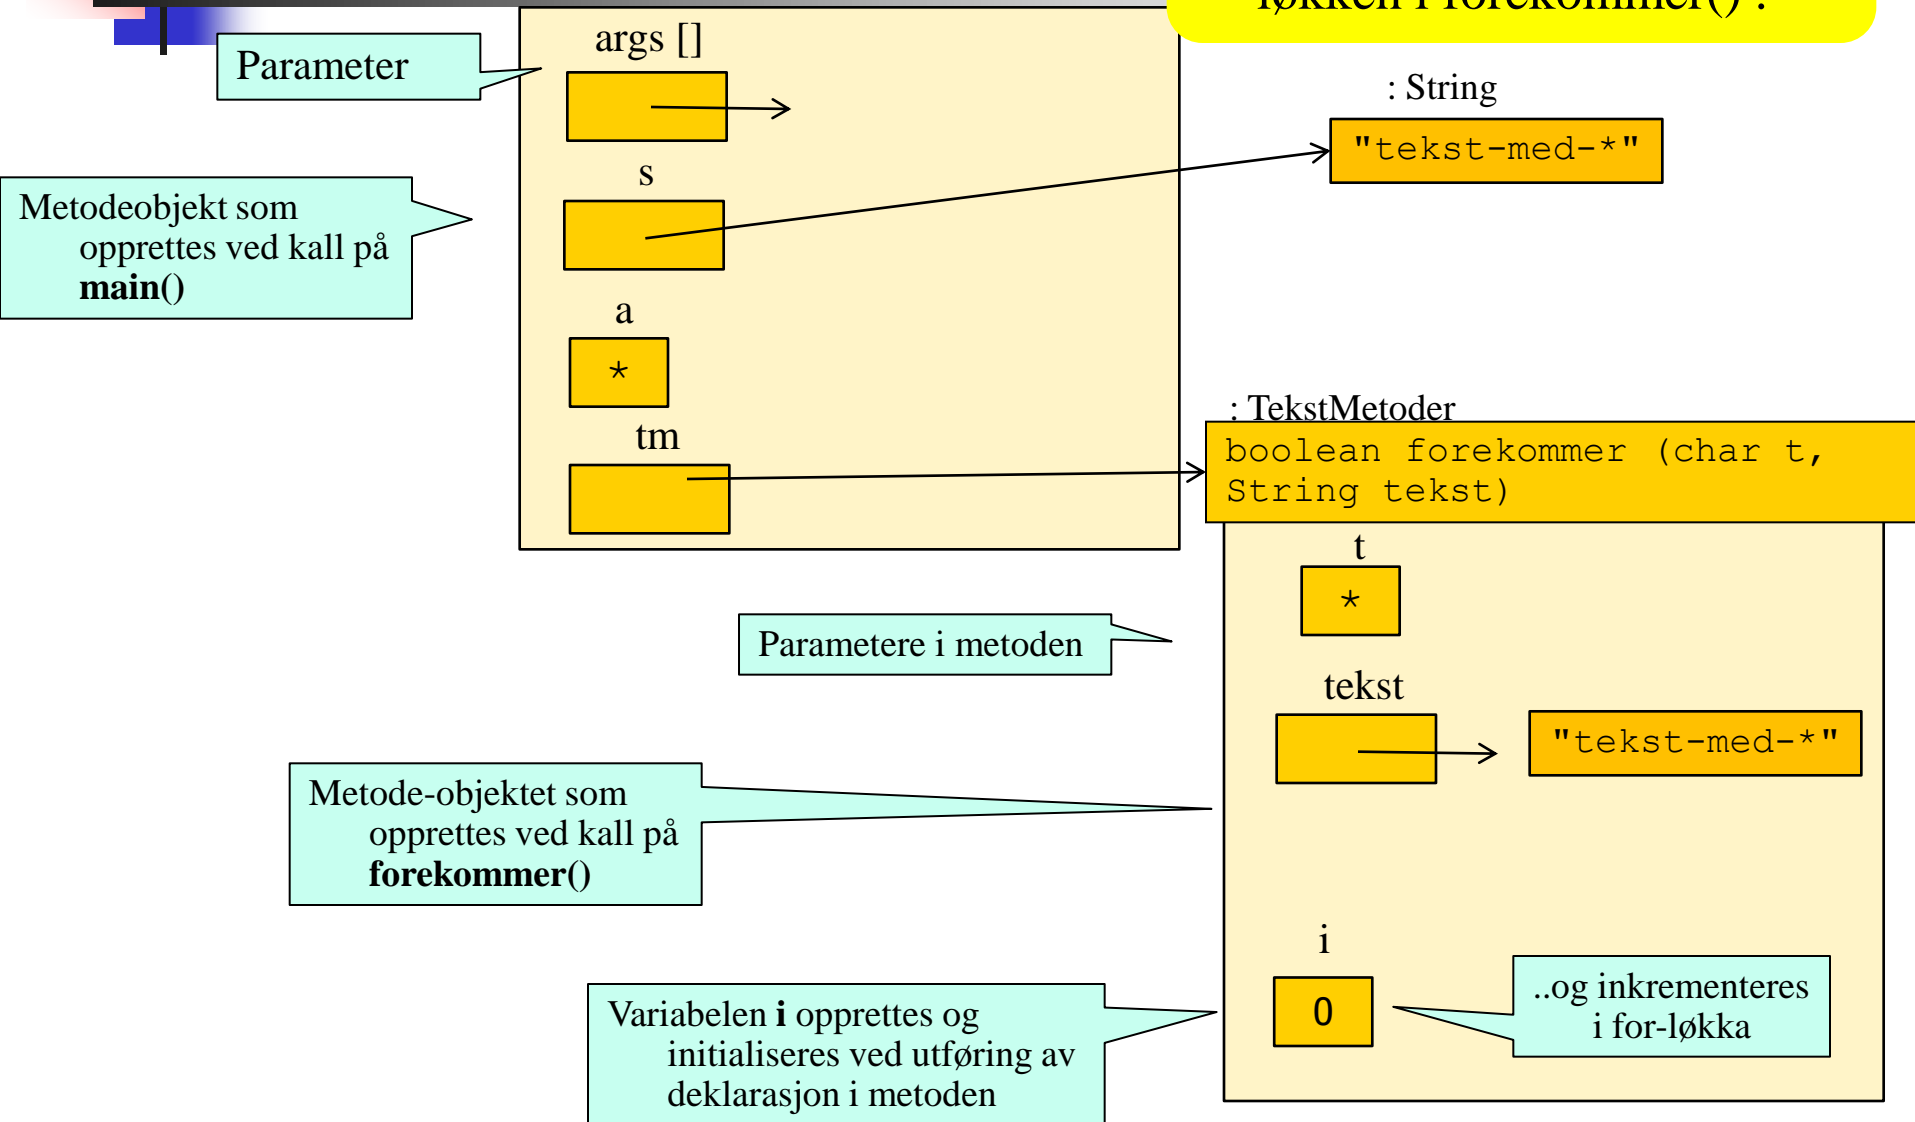 løkken i forekommer() :
args []
Parameter
: String
"tekst-med-*"
s
Metodeobjekt som
opprettes ved kall på
main()
a
*
: TekstMetoder
tm
boolean forekommer (char t,
String tekst)
t
*
Parametere i metoden
tekst
"tekst-med-*"
Metode-objektet som
opprettes ved kall på
forekommer()
i
0
..og inkrementeres
i for-løkka
Variabelen i opprettes og
initialiseres ved utføring av
deklarasjon i metoden